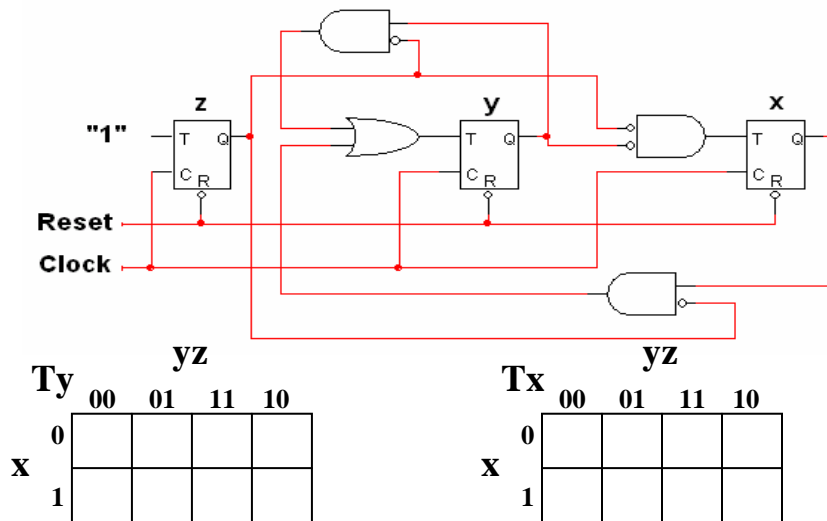 z y x
"1" T Q T Q T Q
C R C R C R
Reset
Clock
yz yz
Ty Tx
00 01 11 10 00 01 11 10
0 0
x x
1 1